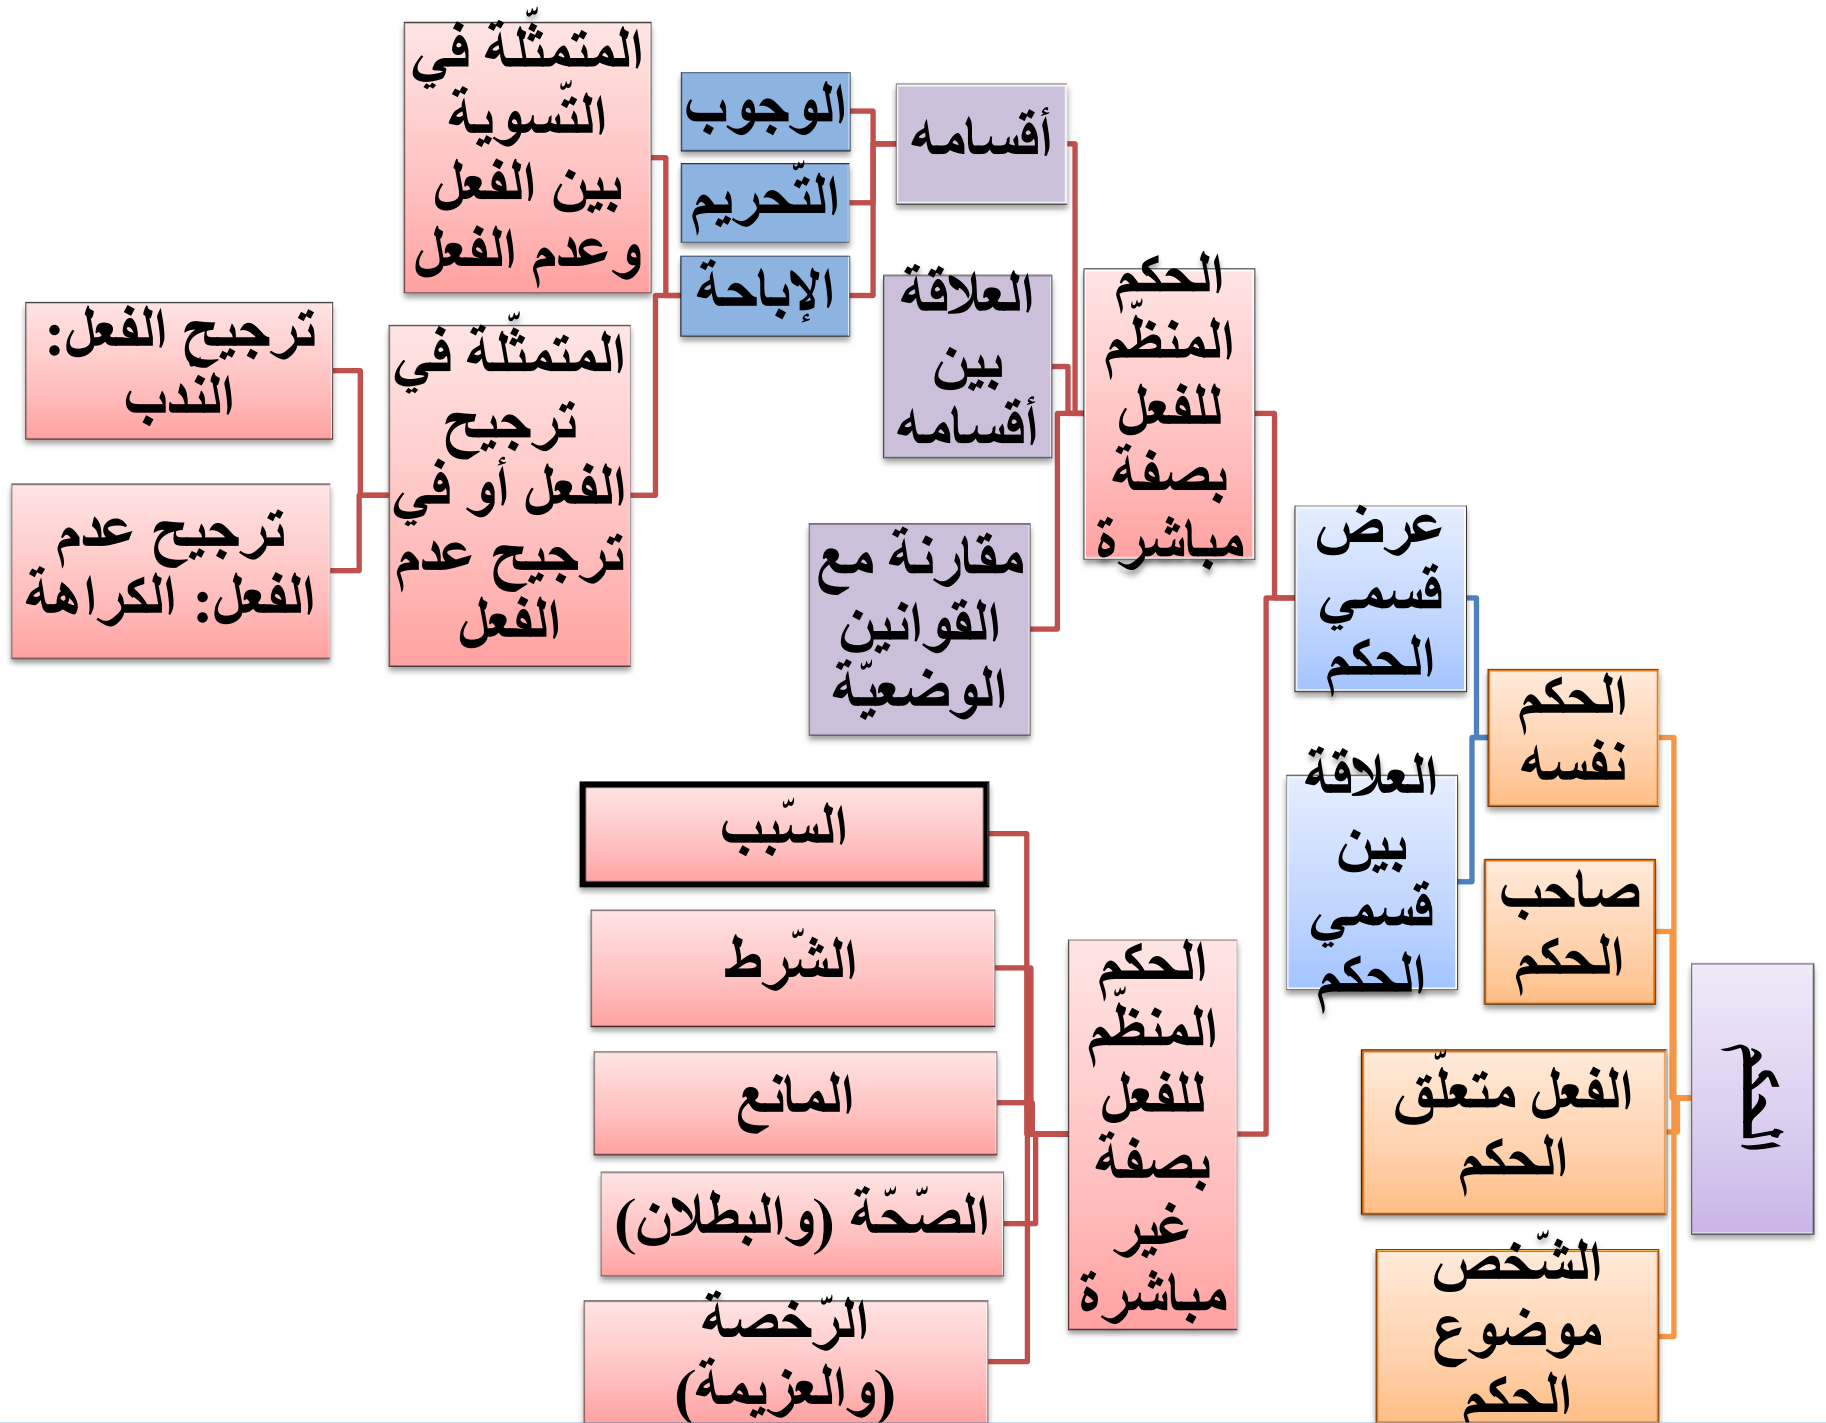 الحكم
الحكم
نفسه
صاحب
الحكم
الفعل متعلّق
الحكم
الشّخص
موضوع
الحكم
عرض
قسمي
الحكم
العلاقة
بين
قسمي
الحكم
الحكم
المنظّم
للفعل
بصفة
مباشرة
أقسامه
العلاقة
بين
أقسامه
مقارنة مع
القوانين
الوضعيّة
الوجوب
التّحريم
الإباحة
المتمثّلة في
التّسوية
بين الفعل
وعدم الفعل
المتمثّلة في
ترجيح
الفعل أو في
ترجيح عدم
الفعل
ترجيح الفعل:
النّدب
ترجيح عدم
الفعل: الكراهة
الحكم
المنظّم
للفعل
بصفة
غير
مباشرة
السّبب
الشّرط
المانع
الصّحّة (والبطلان)
الرّخصة
(والعزيمة)